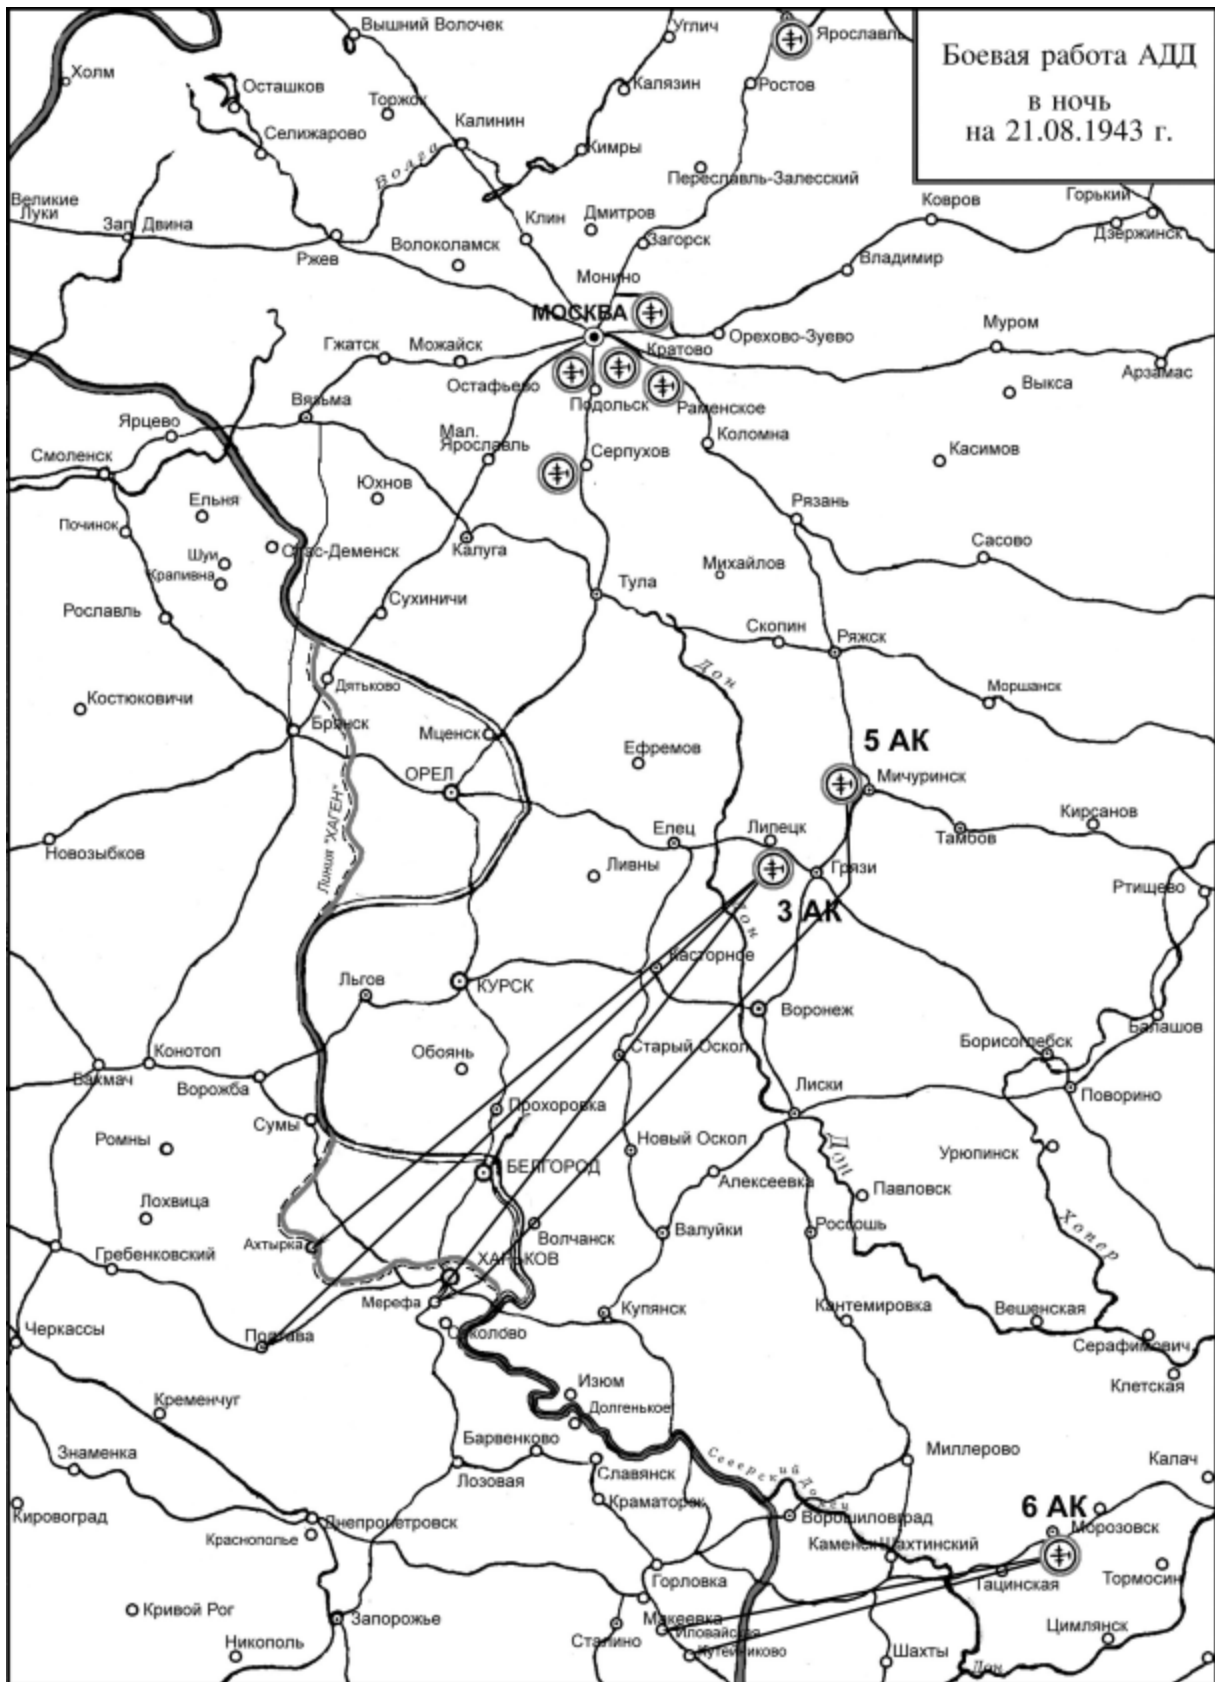 Боевая работа АДД
в ночь
на 21.08.1943 г.
Вышний Волочек
Углич
Ярославль
Холм
Осташков
Торжок
Калинин
Калязин
Ростов
Селижарово
Волга
Кимры
Переславль-Залесский
Великие
Луки
Зап. Двина
Ржев
Волоколамск
Клин
Дмитров
Загорск
Ковров
Горький
Дзержинск
Владимир
Монино
МОСКВА
Орехово-Зуево
Муром
Арзамас
Гжатск
Можайск
Кратово
Остафьево
Подольск
Раменское
Выкса
Вязьма
Ярцево
Мал.
Ярославль
Коломна
Серпухов
Касимов
Смоленск
Юхнов
Ельня
Рязань
Починок
Шуи
Спас-Деменск
Калуга
Сасово
Крапивна
Тула
Михайлов
Рославль
Сухиничи
Скопин
Ряжск
Дон
Дятьково
Костюковичи
Моршанск
Брянск
Мценск
Ефремов
5 АК
Мичуринск
ОРЕЛ
Линия "ХАГЕН"
Кирсанов
Тамбов
Елец
Липецк
Новозыбков
Ливны
Грязи
Ртищево
3 АК
Дон
Касторное
Льгов
КУРСК
Воронеж
Балашов
Конотоп
Обоянь
Старый Оскол
Борисоглебск
Бахмач
Ворожба
Лиски
Поворино
Прохоровка
Сумы
Ромны
Новый Оскол
Дон
Урюпинск
БЕЛГОРОД
Алексеевка
Павловск
Лохвица
Волчанск
Валуйки
Россошь
Хопер
Ахтырка
Гребенковский
ХАРЬКОВ
Мерефа
Купянск
Кантемировка
Вешенская
Черкассы
Полтава
Соколово
Серафимович
Клетская
Изюм
Кременчуг
Долгенькое
Барвенково
Знаменка
Миллерово
Калач
Лозовая
Славянск
Северский Донец
Краматорск
Кировоград
Днепропетровск
Ворошиловград
6 АК
Морозовск
Краснополье
Каменск-Шахтинский
Горловка
Тацинская
Тормосин
Кривой Рог
Запорожье
Макеевка
Иловайская
Цимлянск
Сталино
Никополь
Кутейниково
Шахты
Дон